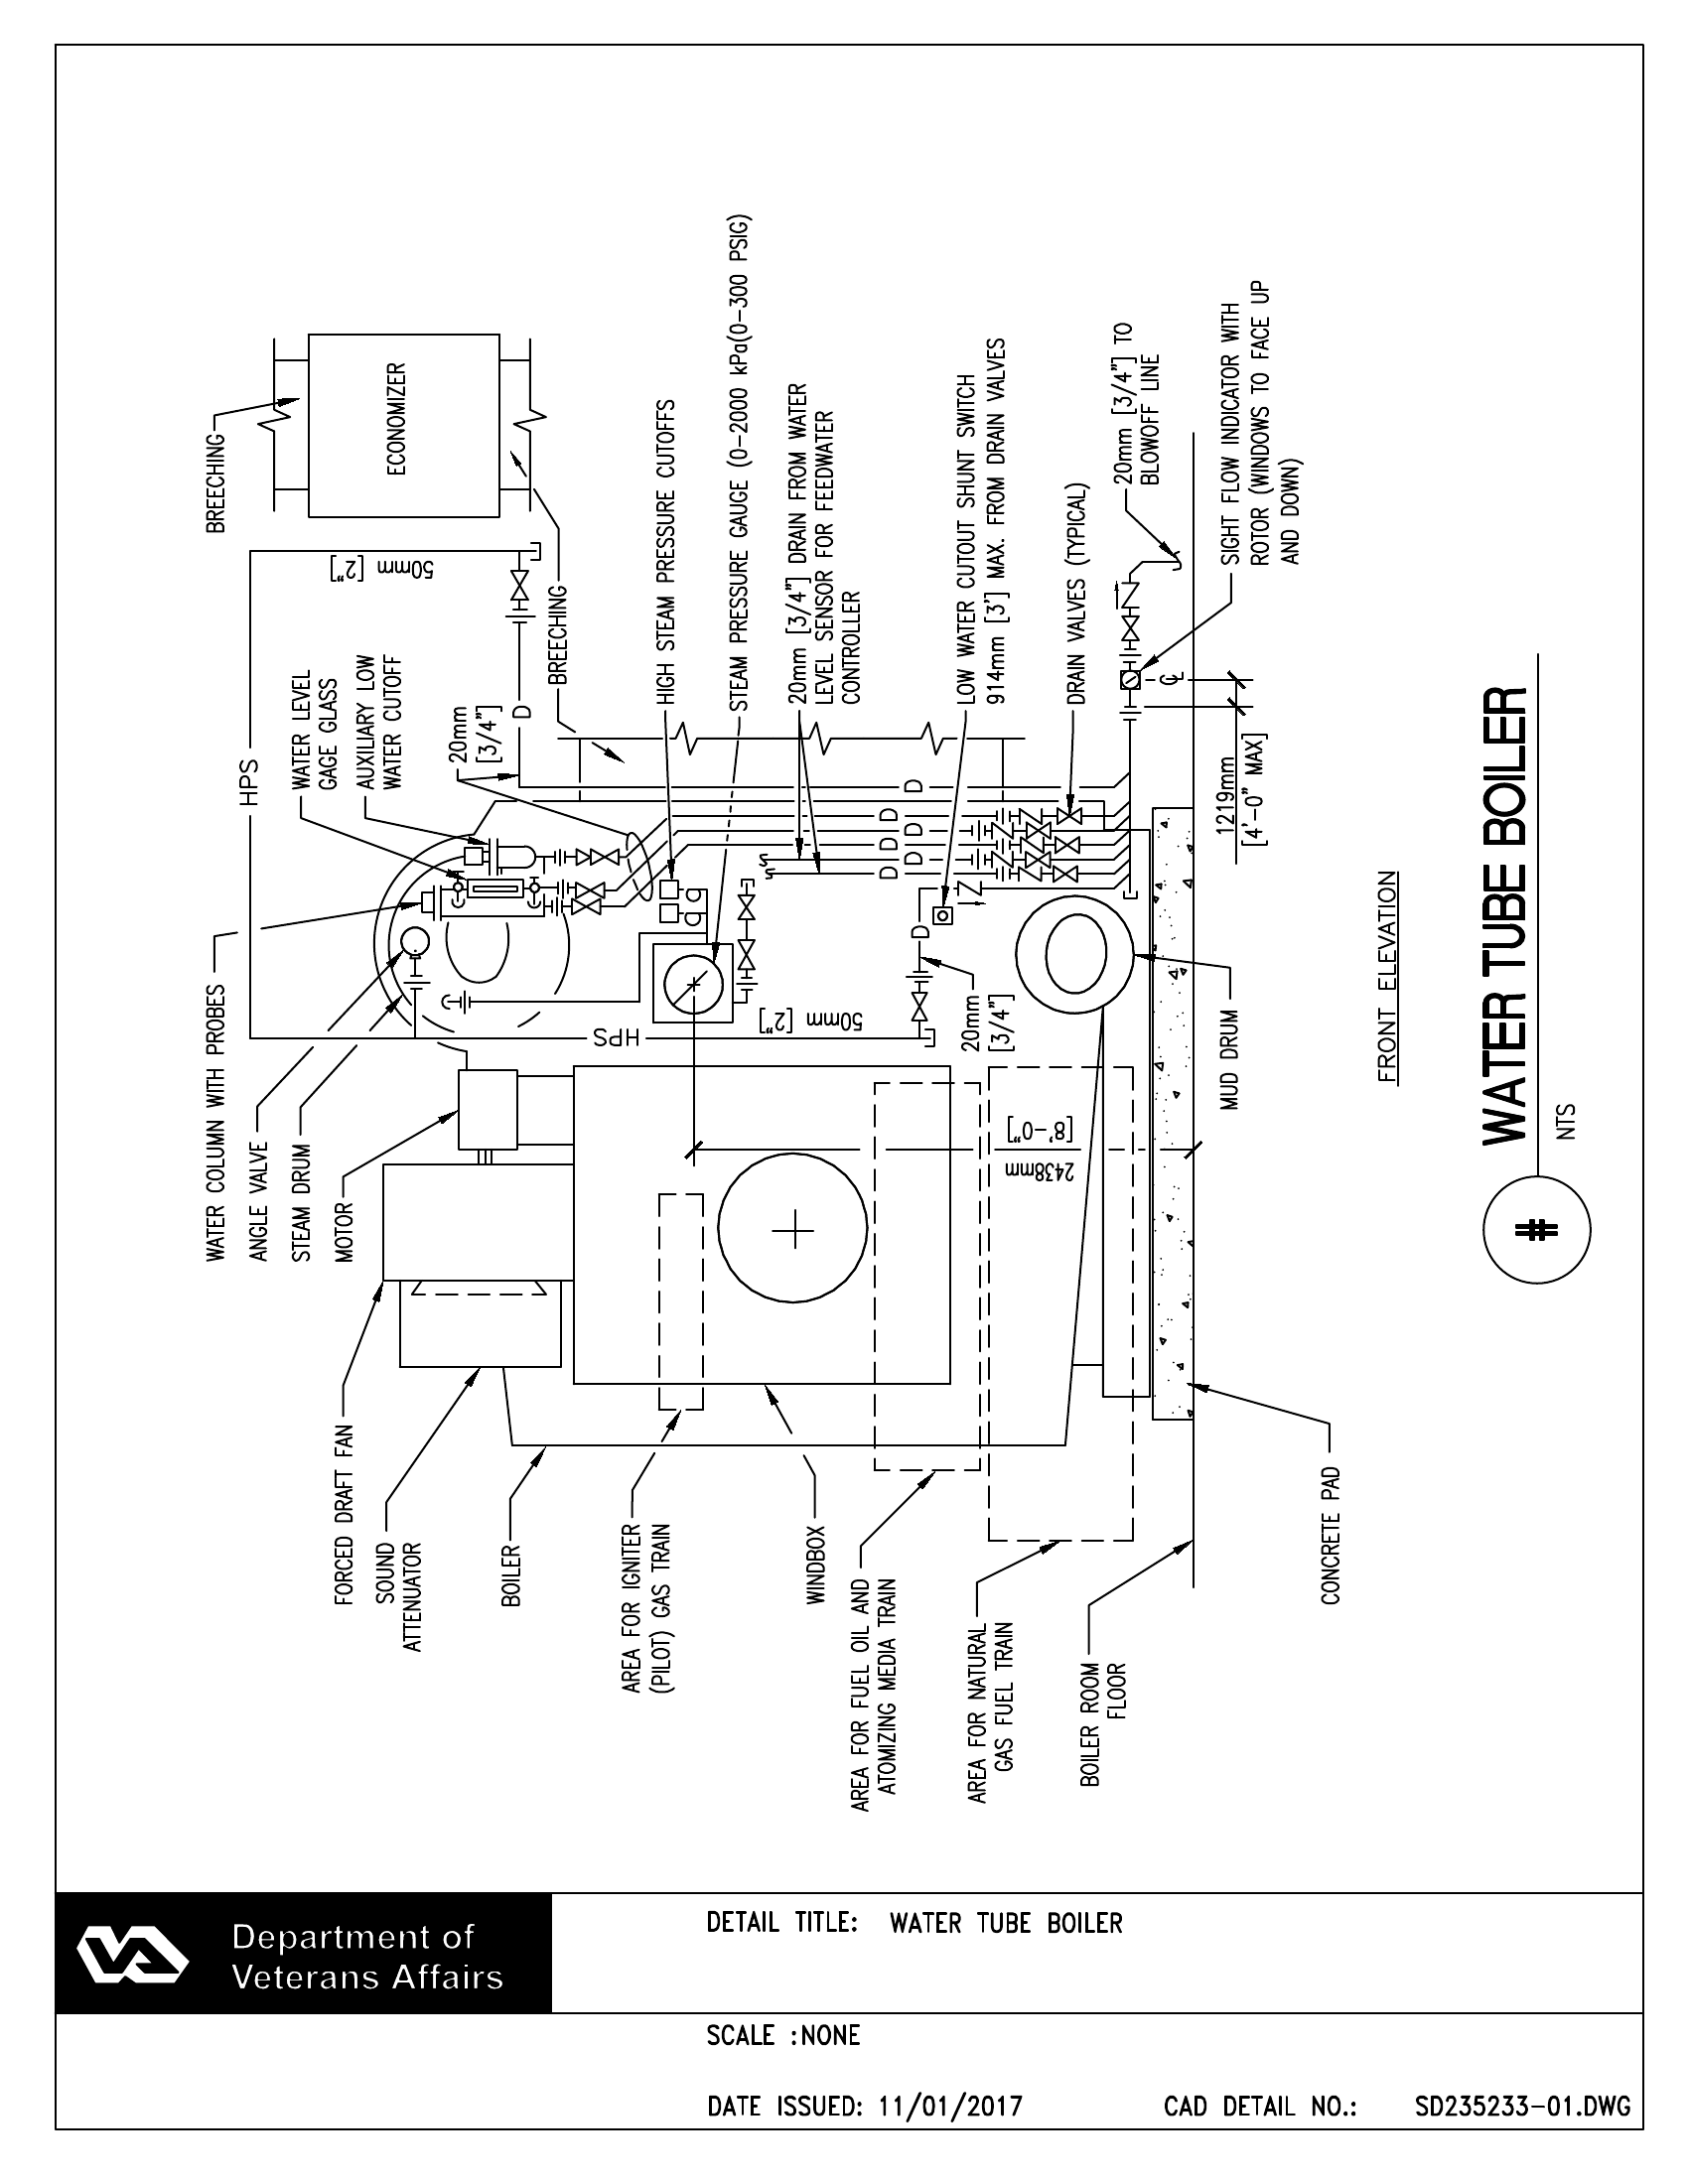 BREECHING
ECONOMIZER
HPS
50mm [2"]
WATER LEVEL
GAGE GLASS
AUXILIARY LOW
WATER CUTOFF
20mm
[3/4"]
D
BREECHING
HIGH STEAM PRESSURE CUTOFFS
STEAM PRESSURE GAUGE (0-2000 kPa(0-300 PSIG)
20mm [3/4"] DRAIN FROM WATER
LEVEL SENSOR FOR FEEDWATER
CONTROLLER
LOW WATER CUTOUT SHUNT SWITCH
914mm [3'] MAX. FROM DRAIN VALVES
DRAIN VALVES (TYPICAL)
20mm [3/4"] TO
BLOWOFF LINE
SIGHT FLOW INDICATOR WITH
ROTOR (WINDOWS TO FACE UP
AND DOWN)
D
D
D
D
D
D
1219mm
[4'-0" MAX]
WATER COLUMN WITH PROBES
ANGLE VALVE
STEAM DRUM
MOTOR
HPS
50mm [2"]
20mm
[3/4"]
MUD DRUM
2438mm
[8'-0"]
FORCED DRAFT FAN
SOUND
ATTENUATOR
BOILER
AREA FOR IGNITER
(PILOT) GAS TRAIN
WINDBOX
AREA FOR FUEL OIL AND
ATOMIZING MEDIA TRAIN
AREA FOR NATURAL
GAS FUEL TRAIN
BOILER ROOM
FLOOR
CONCRETE PAD
FRONT ELEVATION
#
WATER TUBE BOILER
NTS
VA
Department of
Veterans Affairs
DETAIL TITLE: WATER TUBE BOILER
SCALE :NONE
DATE ISSUED: 11/01/2017 CAD DETAIL NO.: SD235233-01.DWG